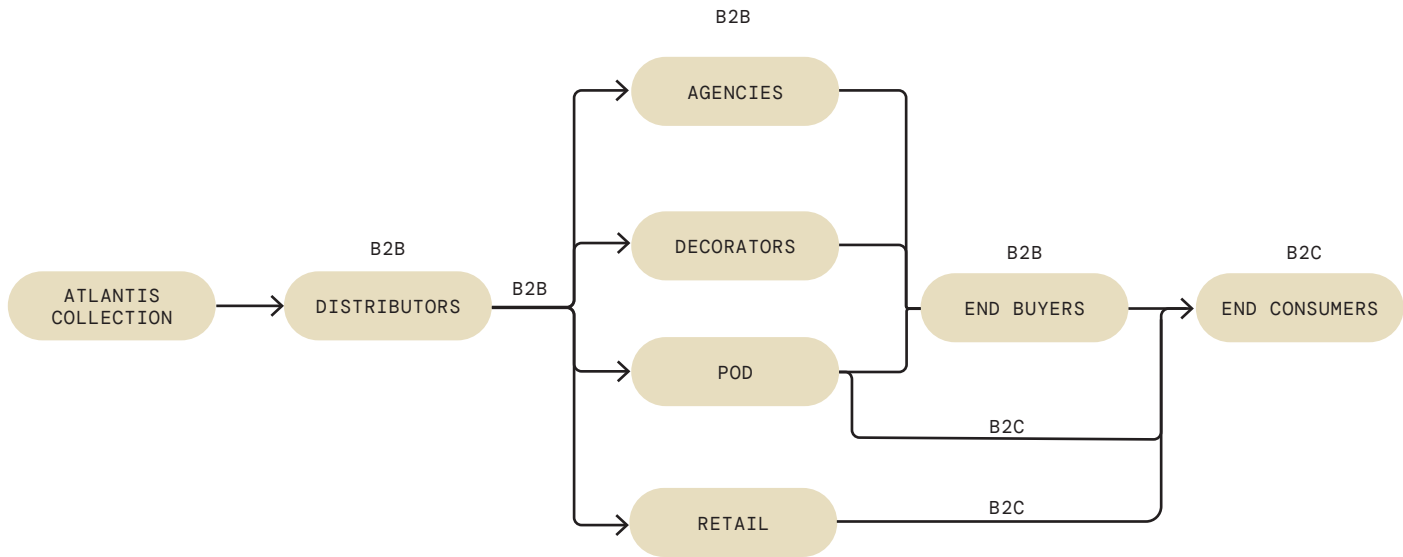 B2B
AGENCIES
DECORATORS
B2B
B2B
B2C
ATLANTIS
COLLECTION
DISTRIBUTORS
B2B
END BUYERS
END CONSUMERS
POD
B2C
RETAIL
B2C